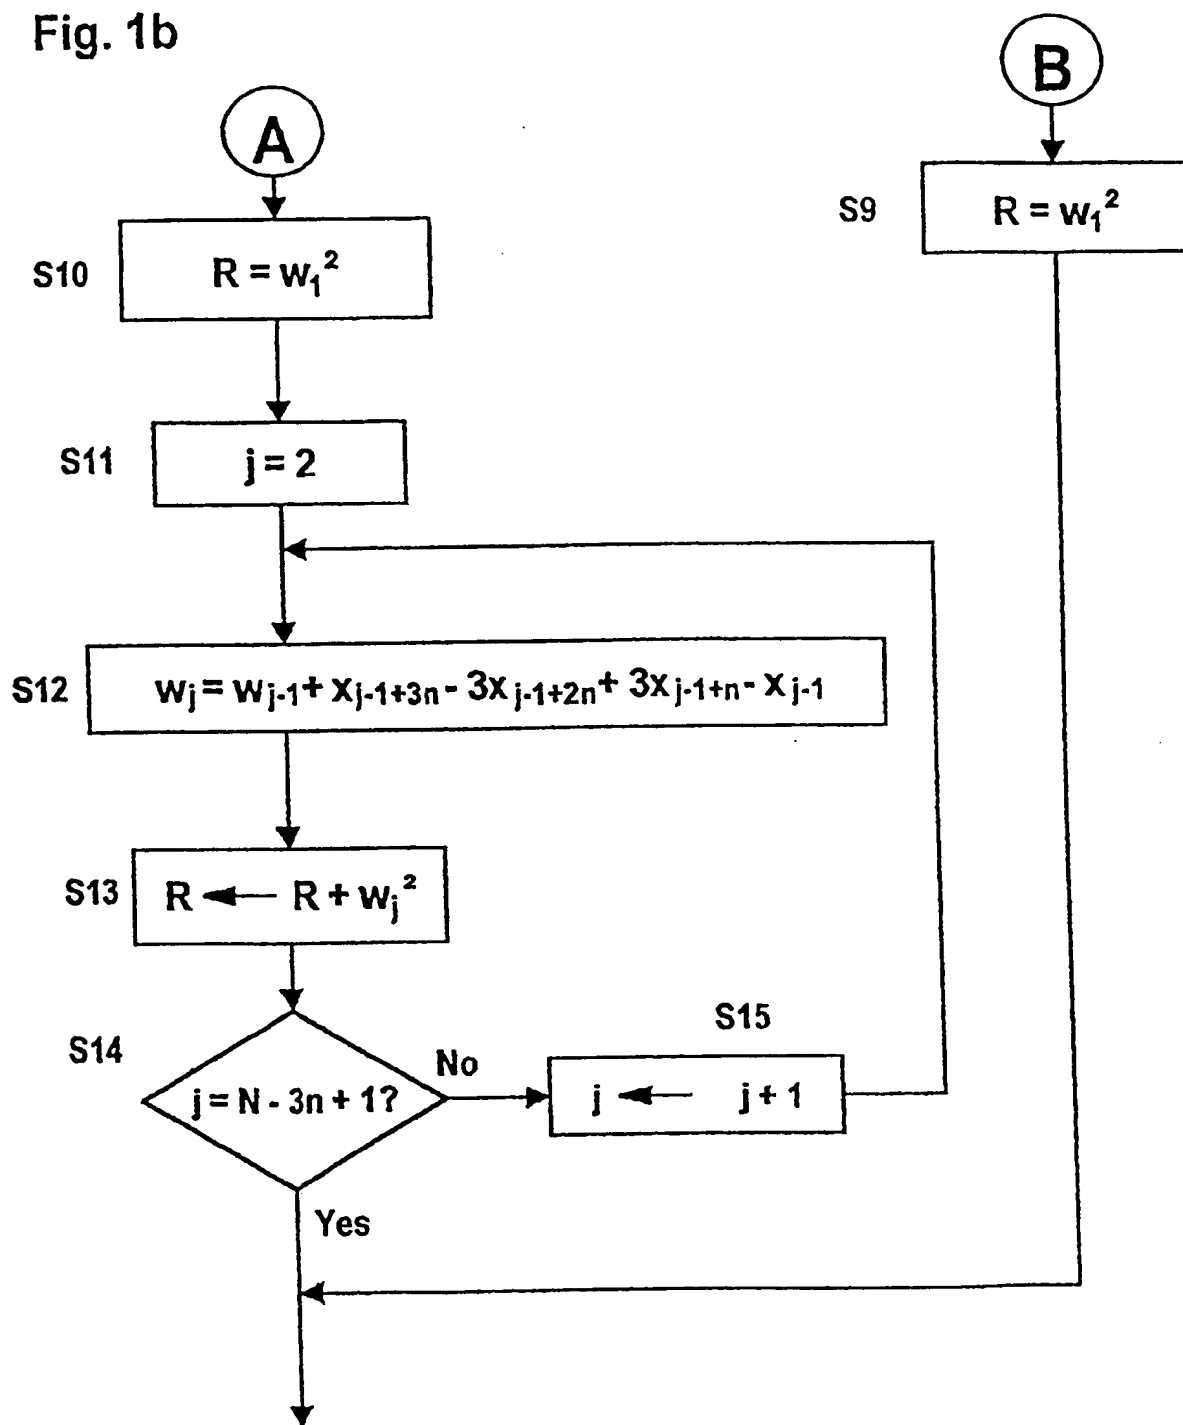 Fig. 1b
B
A
S9
R = w₁²
S10
R = w₁²
S11
j = 2
S12
wⱼ = wⱼ₋₁ + xⱼ₋₁₊₃ₙ - 3xⱼ₋₁₊₂ₙ + 3xⱼ₋₁₊ₙ - xⱼ₋₁
S13
R ← R + wⱼ²
S14
j = N - 3n + 1?
No
S15
j ← j + 1
Yes